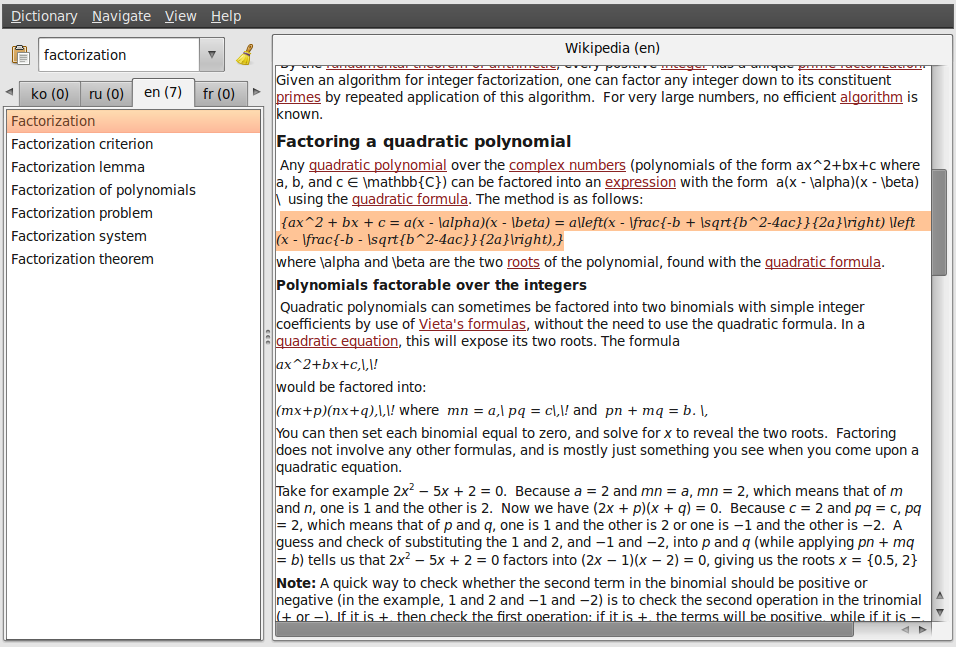 Dictionary Navigate View Help
factorization
ko (0) ru (0) en (7) fr (0)
Factorization
Factorization criterion
Factorization lemma
Factorization of polynomials
Factorization problem
Factorization system
Factorization theorem
Wikipedia (en)
By the fundamental theorem of arithmetic, every positive integer has a unique prime factorization.
Given an algorithm for integer factorization, one can factor any integer down to its constituent
primes by repeated application of this algorithm. For very large numbers, no efficient algorithm is
known.
Factoring a quadratic polynomial
Any quadratic polynomial over the complex numbers (polynomials of the form ax^2+bx+c where
a, b, and c ∈ \mathbb{C}) can be factored into an expression with the form a(x - \alpha)(x - \beta)
\ using the quadratic formula. The method is as follows:
{ax^2 + bx + c = a(x - \alpha)(x - \beta) = a\left(x - \frac{-b + \sqrt{b^2-4ac}}{2a}\right) \left
(x - \frac{-b - \sqrt{b^2-4ac}}{2a}\right),}
where \alpha and \beta are the two roots of the polynomial, found with the quadratic formula.
Polynomials factorable over the integers
Quadratic polynomials can sometimes be factored into two binomials with simple integer
coefficients by use of Vieta's formulas, without the need to use the quadratic formula. In a
quadratic equation, this will expose its two roots. The formula
ax^2+bx+c,\,\!
would be factored into:
(mx+p)(nx+q),\,\! where mn = a,\ pq = c\,\! and pn + mq = b. \,
You can then set each binomial equal to zero, and solve for x to reveal the two roots. Factoring
does not involve any other formulas, and is mostly just something you see when you come upon a
quadratic equation.
Take for example 2x² − 5x + 2 = 0. Because a = 2 and mn = a, mn = 2, which means that of m
and n, one is 1 and the other is 2. Now we have (2x + p)(x + q) = 0. Because c = 2 and pq = c, pq
= 2, which means that of p and q, one is 1 and the other is 2 or one is −1 and the other is −2. A
guess and check of substituting the 1 and 2, and −1 and −2, into p and q (while applying pn + mq
= b) tells us that 2x² − 5x + 2 = 0 factors into (2x − 1)(x − 2) = 0, giving us the roots x = {0.5, 2}
Note: A quick way to check whether the second term in the binomial should be positive or
negative (in the example, 1 and 2 and −1 and −2) is to check the second operation in the trinomial
(+ or −). If it is +, then check the first operation: if it is +, the terms will be positive, while if it is −,